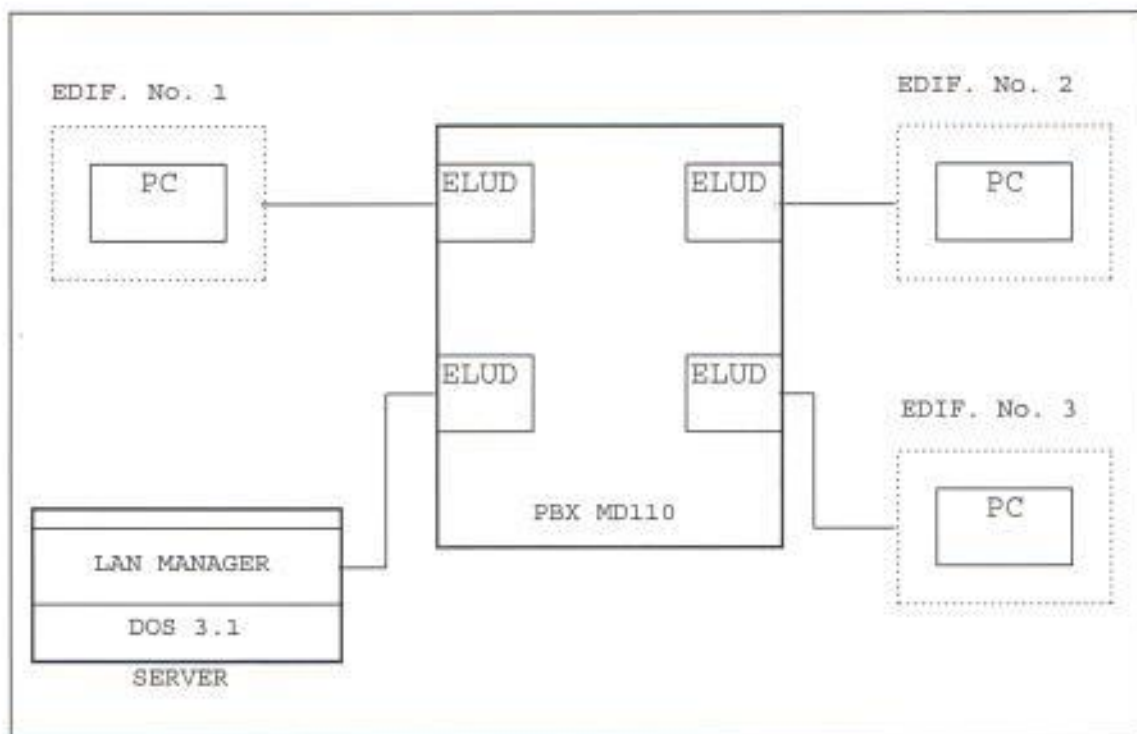 EDIF. No. 1
EDIF. No. 2
PC
ELUD
ELUD
PC
ELUD
ELUD
EDIF. No. 3
PC
PBX MD110
LAN MANAGER
DOS 3.1
SERVER